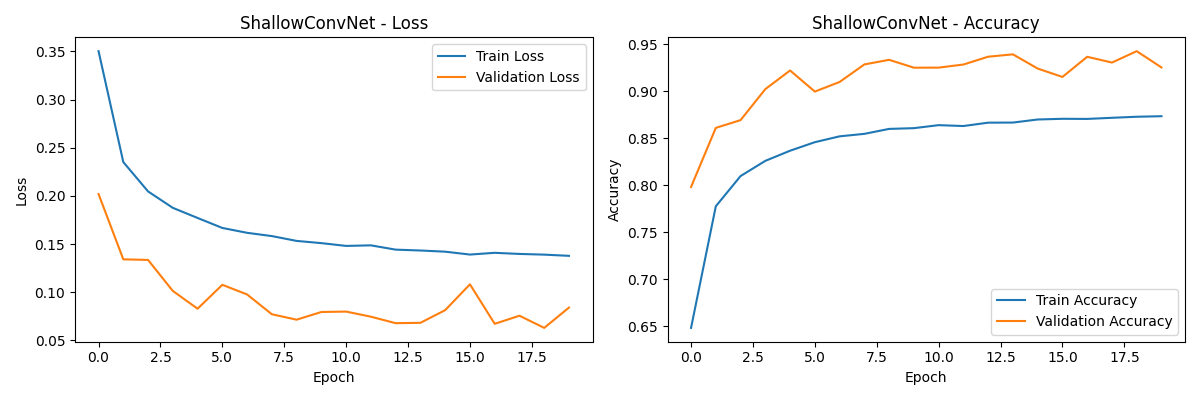 ShallowConvNet - Loss
Loss
0.35
0.30
0.25
0.20
0.15
0.10
0.05
Train Loss
Validation Loss
0.0 2.5 5.0 7.5 10.0 12.5 15.0 17.5
Epoch
ShallowConvNet - Accuracy
Accuracy
0.95
0.90
0.85
0.80
0.75
0.70
0.65
Train Accuracy
Validation Accuracy
0.0 2.5 5.0 7.5 10.0 12.5 15.0 17.5
Epoch